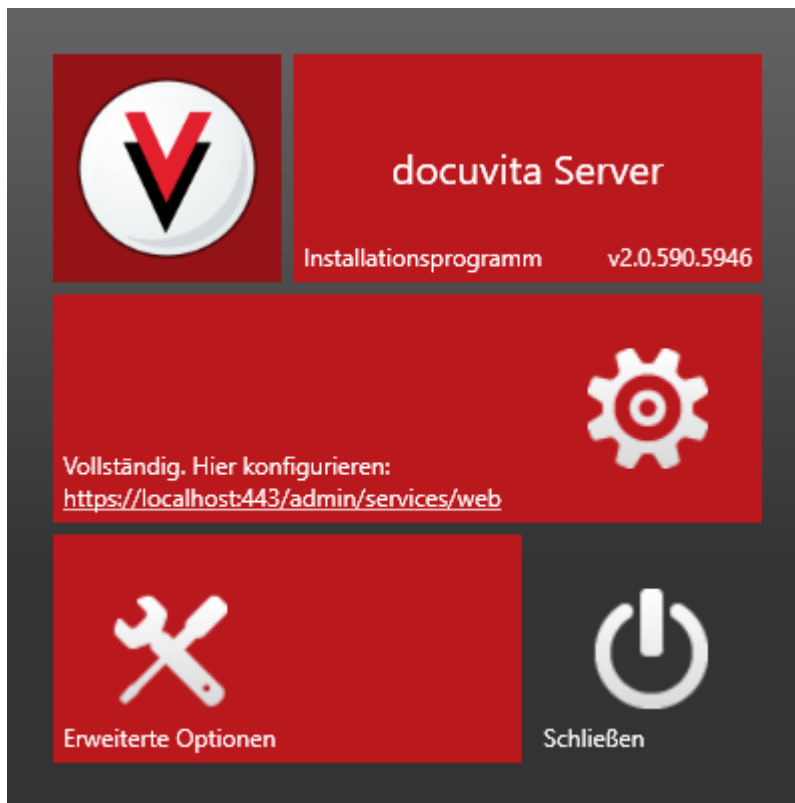 docuvita Server
Installationsprogramm v2.0.590.5946
Vollständig. Hier konfigurieren:
https://localhost:443/admin/services/web
Erweiterte Optionen
Schließen